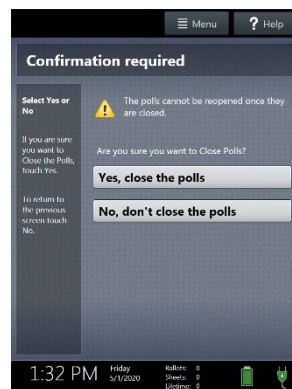 Menu
? Help
Confirmation required
Select Yes or
No
If you are sure
you want to
Close the Polls,
touch Yes.
To return to
the previous
screen touch
No.
The polls cannot be reopened once they
are closed.
Are you sure you want to Close Polls?
Yes, close the polls
No, don't close the polls
1:32 PM
Friday
5/1/2020
Ballots: 0
Sheets: 0
Lifetime: 0